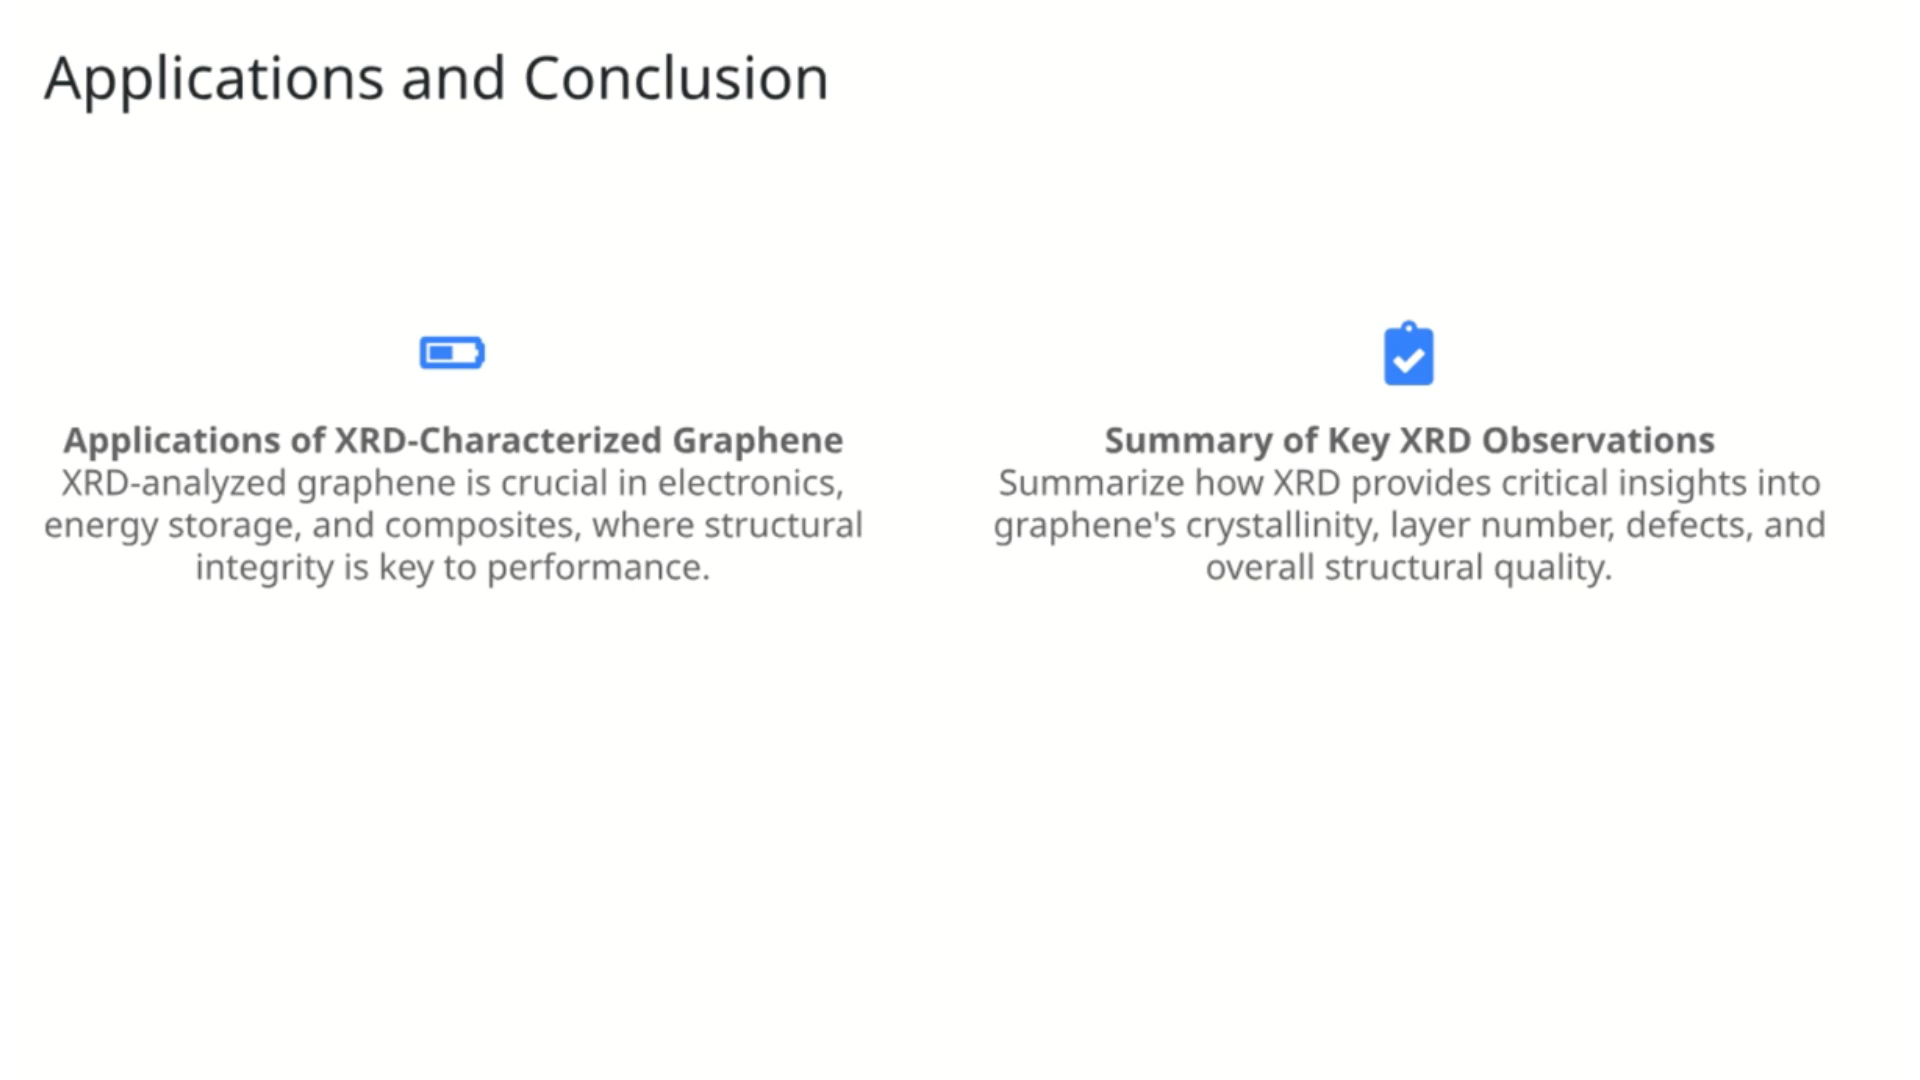 Applications and Conclusion
Applications of XRD-Characterized Graphene
XRD-analyzed graphene is crucial in electronics,
energy storage, and composites, where structural
integrity is key to performance.
Summary of Key XRD Observations
Summarize how XRD provides critical insights into
graphene's crystallinity, layer number, defects, and
overall structural quality.